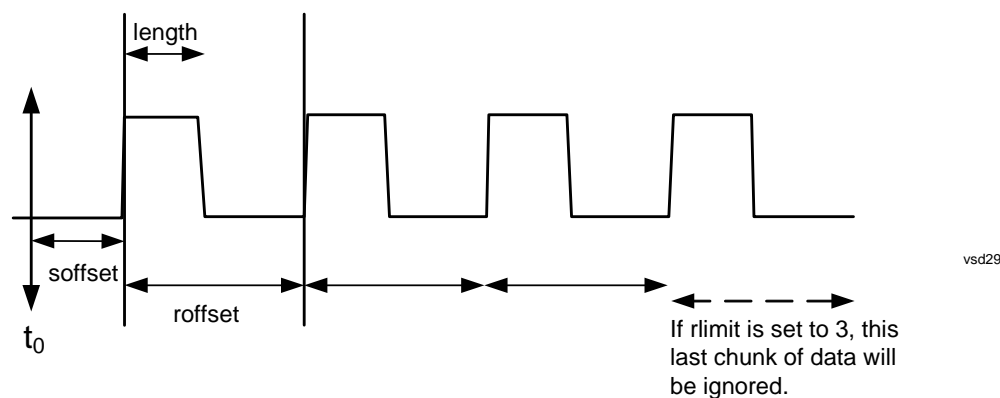 length
vsd29
soffset
roffset
t₀
If rlimit is set to 3, this
last chunk of data will
be ignored.